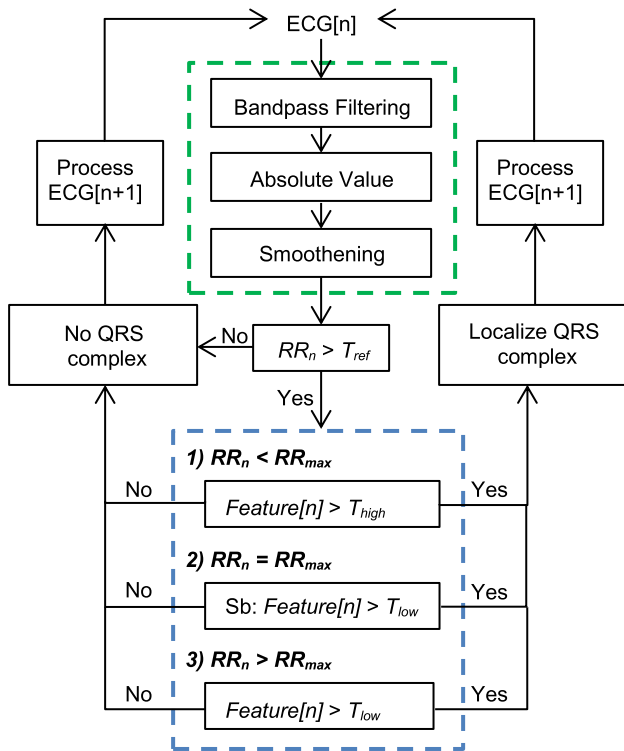 ECG[n]
Bandpass Filtering
Absolute Value
Smoothening
Process
ECG[n+1]
Process
ECG[n+1]
No QRS
complex
No
RRn > Tref
Localize QRS
complex
Yes
1) RRn < RRmax
No
Feature[n] > Thigh
Yes
2) RRn = RRmax
No
Sb: Feature[n] > Tlow
Yes
3) RRn > RRmax
No
Feature[n] > Tlow
Yes